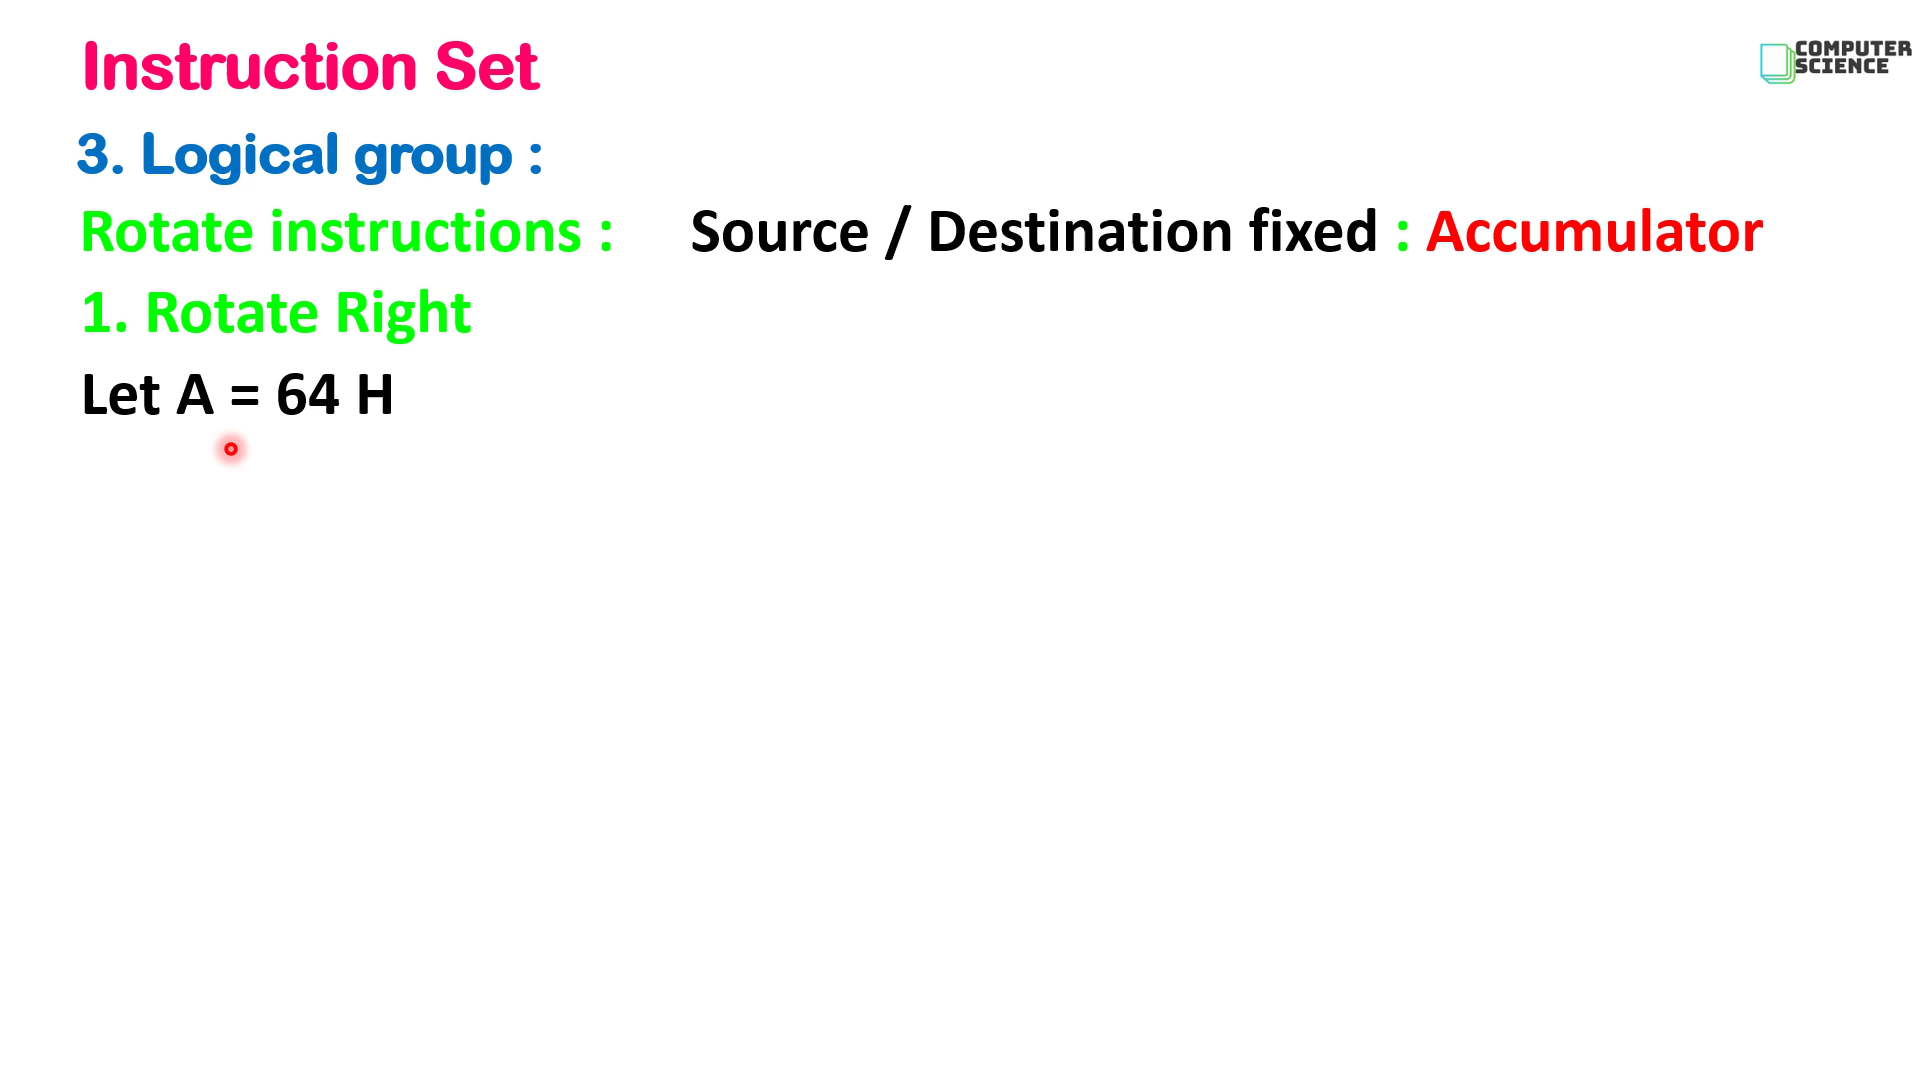 Instruction Set
COMPUTER
SCIENCE
3. Logical group :
Rotate instructions : Source / Destination fixed : Accumulator
1. Rotate Right
Let A = 64 H